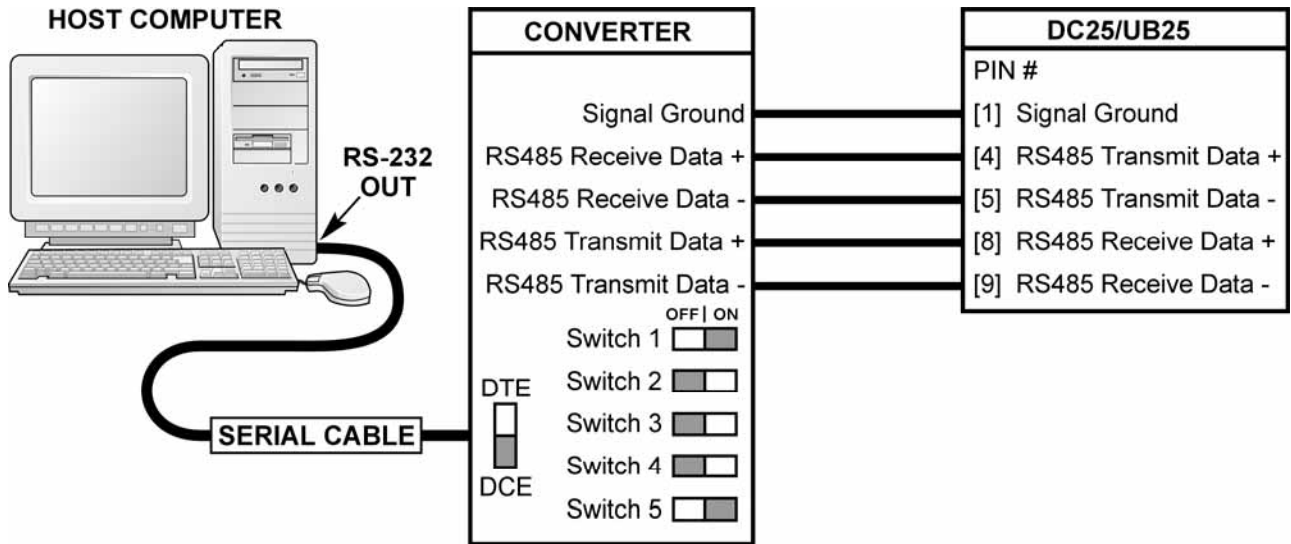 HOST COMPUTER
RS-232
OUT
SERIAL CABLE
CONVERTER
Signal Ground
RS485 Receive Data +
RS485 Receive Data -
RS485 Transmit Data +
RS485 Transmit Data -
OFF | ON
Switch 1
Switch 2
Switch 3
Switch 4
Switch 5
DTE
DCE
DC25/UB25
PIN #
[1] Signal Ground
[4] RS485 Transmit Data +
[5] RS485 Transmit Data -
[8] RS485 Receive Data +
[9] RS485 Receive Data -